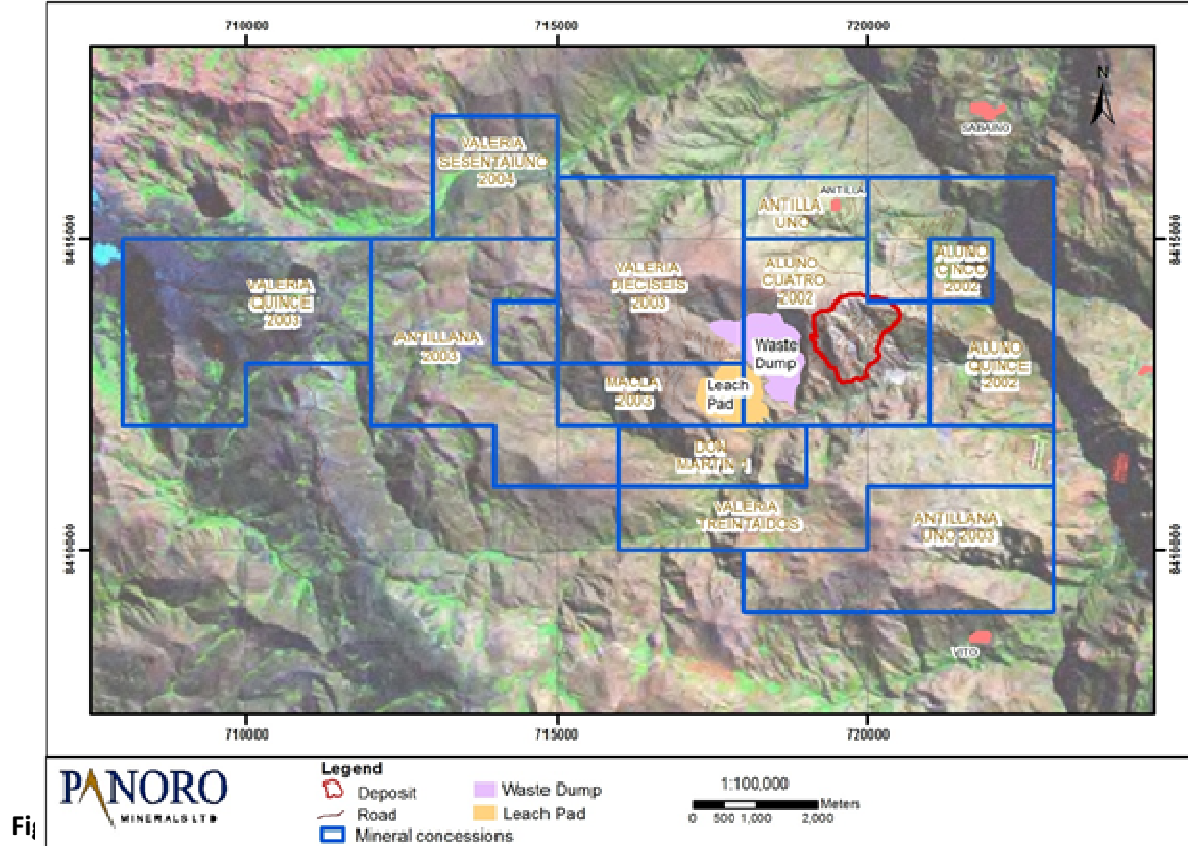 710000 715000 720000
N
SABAINO
VALERIA
SESENTAIUNO
2004
ANTILLA
ANTILLA
UNO
8415000
8415000
VALERIA
QUINCE
2003
VALERIA
DIECISEIS
2003
ALUNO
CUATRO
2002
ALUNO
CINCO
2002
ANTILLANA
2003
Waste
Dump
ALUNO
QUINCE
2002
MACLA
2003
Leach
Pad
DON
MARTIN I
VALERIA
TREINTAIDOS
ANTILLANA
UNO 2003
8410000
8410000
VITO
710000 715000 720000
PANORO
MINERALS LTD
Legend
Deposit
Road
Mineral concessions
Waste Dump
Leach Pad
1:100,000
Meters
0 500 1,000 2,000